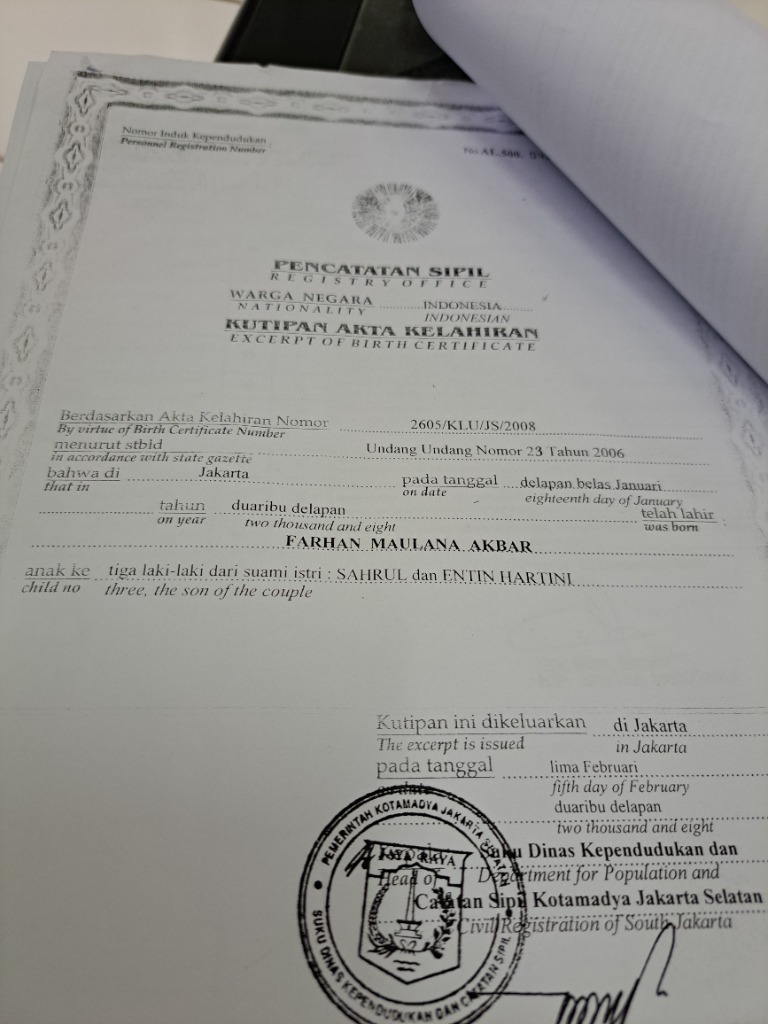 Nomor Induk Kependudukan
Personnel Registration Number
No. AL.500.
PENCATATAN SIPIL
REGISTRY OFFICE
WARGA NEGARA INDONESIA
NATIONALITY INDONESIAN
KUTIPAN AKTA KELAHIRAN
EXCERPT OF BIRTH CERTIFICATE
Berdasarkan Akta Kelahiran Nomor 2605/KLU/JS/2008
By virtue of Birth Certificate Number
menurut stbld Undang Undang Nomor 23 Tahun 2006
in accordance with state gazette
bahwa di Jakarta pada tanggal delapan belas Januari
that in on date eighteenth day of January
tahun duaribu delapan telah lahir
on year two thousand and eight was born
FARHAN MAULANA AKBAR
anak ke tiga laki-laki dari suami istri : SAHRUL dan ENTIN HARTINI
child no three, the son of the couple
Kutipan ini dikeluarkan di Jakarta
The excerpt is issued in Jakarta
pada tanggal lima Februari
on date fifth day of February
duaribu delapan
two thousand and eight
Suku Dinas Kependudukan dan
Head of Department for Population and
Catatan Sipil Kotamadya Jakarta Selatan
Civil Registration of South Jakarta
PEMERINTAH KOTAMADYA JAKARTA SELATAN
JAYA RAYA
SUKU DINAS KEPENDUDUKAN DAN CATATAN SIPIL